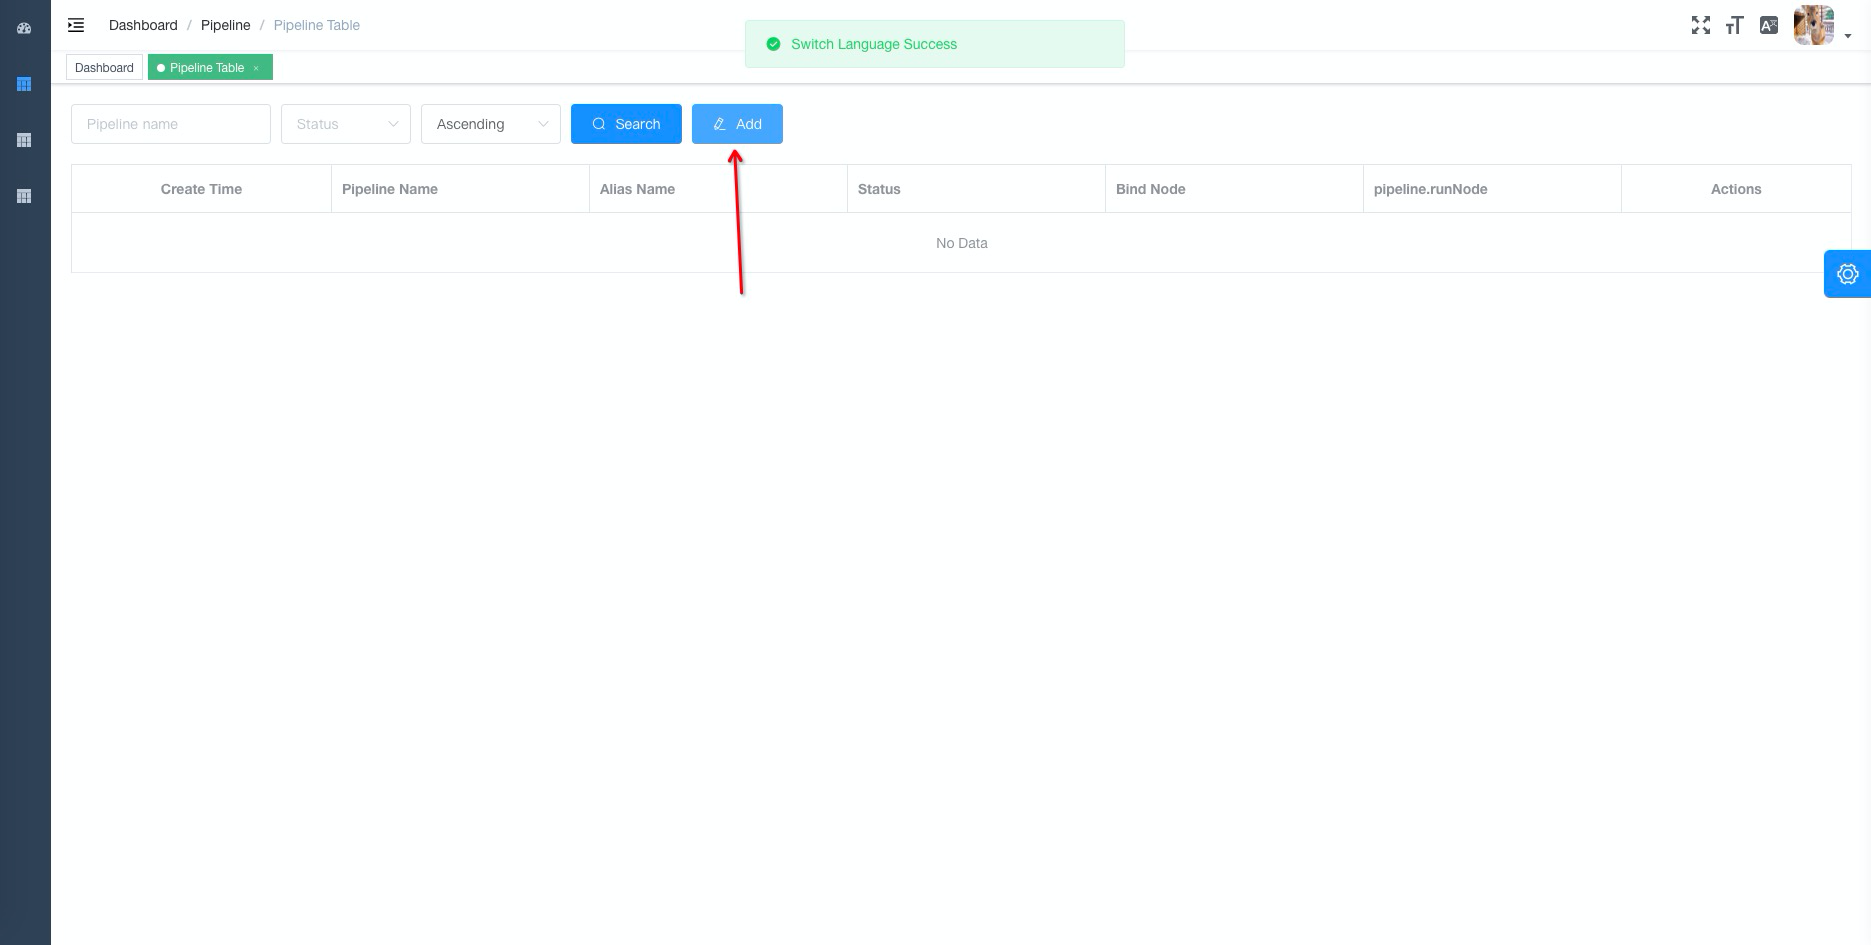 Dashboard / Pipeline / Pipeline Table
Switch Language Success
Dashboard
Pipeline Table ×
Pipeline name
Status
Ascending
Search
Add
Create Time
Pipeline Name
Alias Name
Status
Bind Node
pipeline.runNode
Actions
No Data